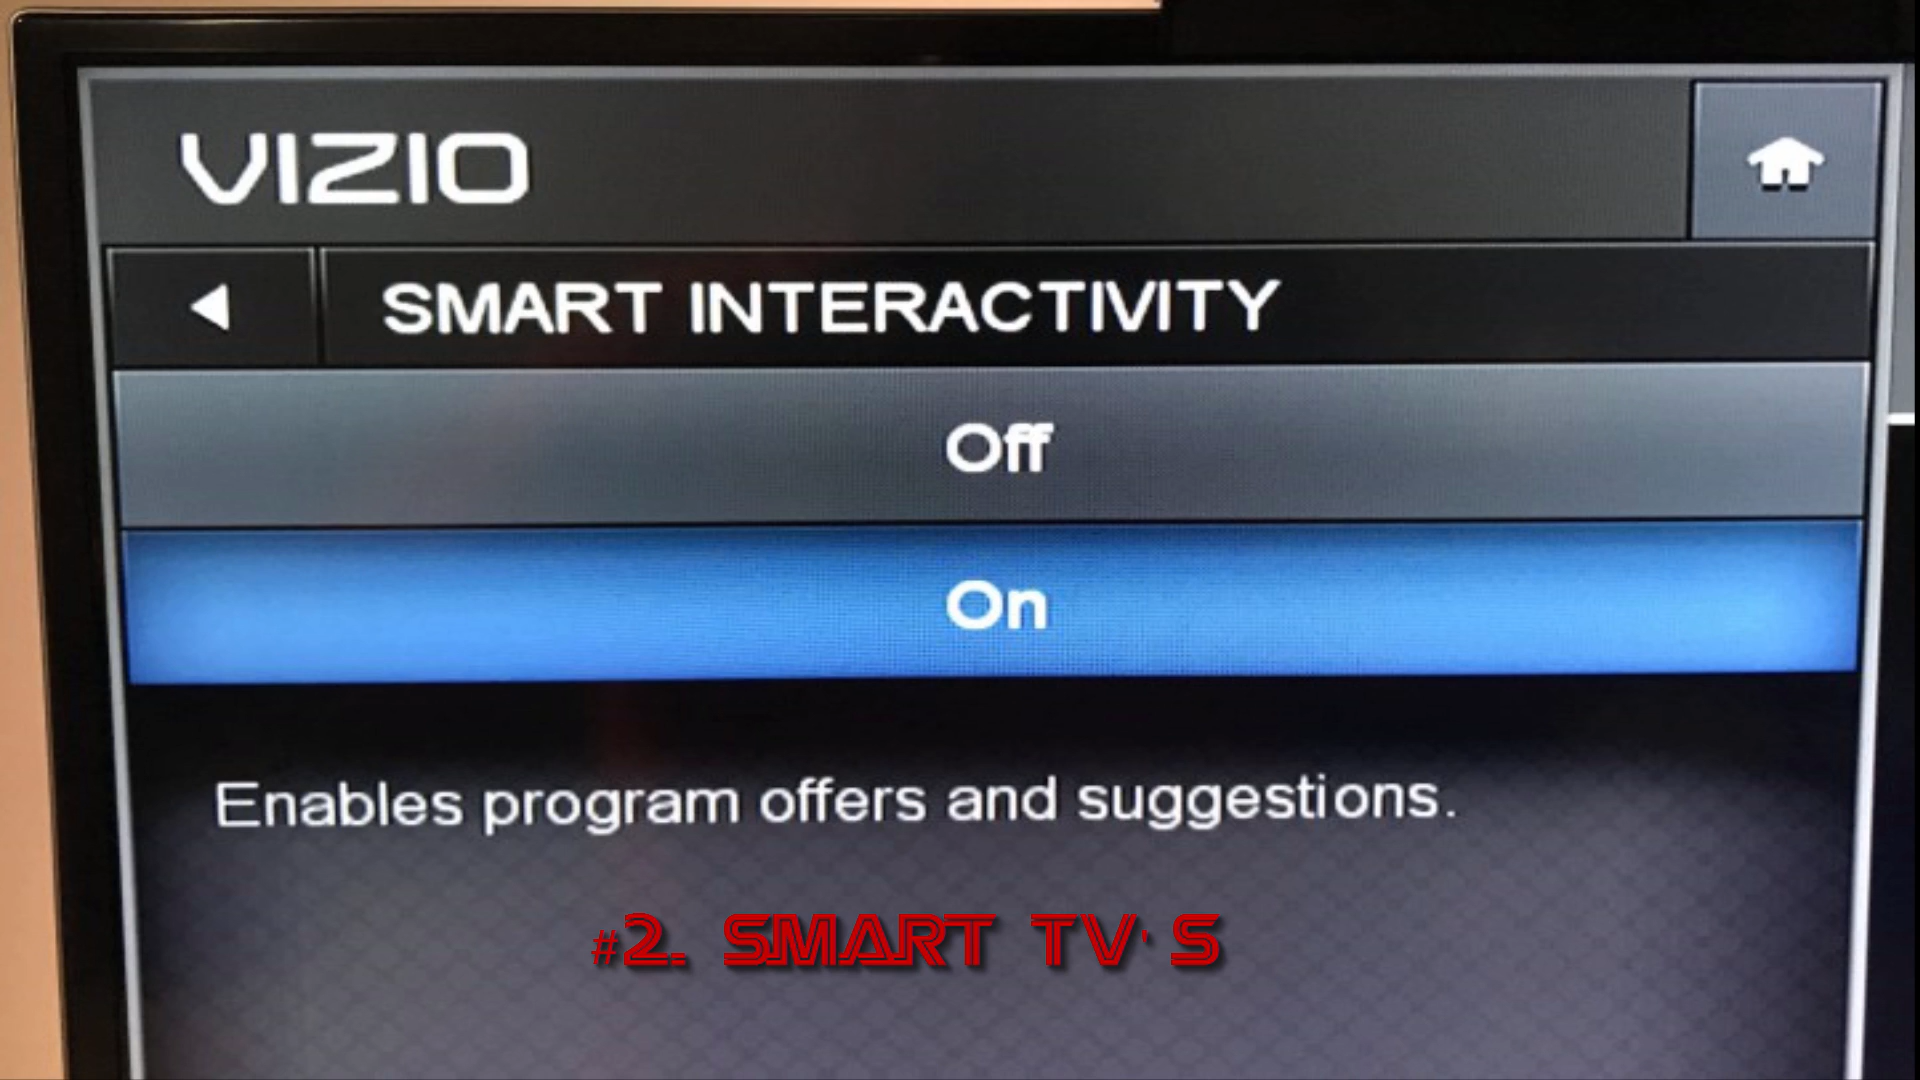 VIZIO
SMART INTERACTIVITY
Off
On
Enables program offers and suggestions.
#2. SMART TV'S